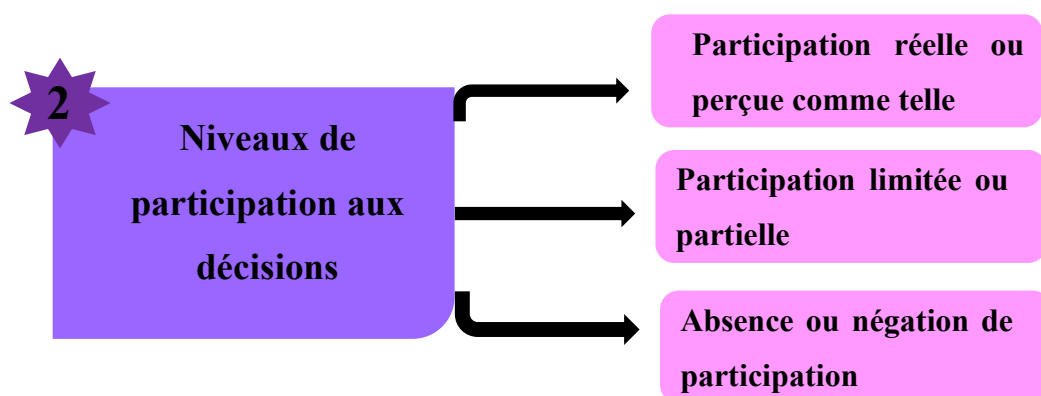 2
Niveaux de
participation aux
décisions
Participation réelle ou
perçue comme telle
Participation limitée ou
partielle
Absence ou négation de
participation